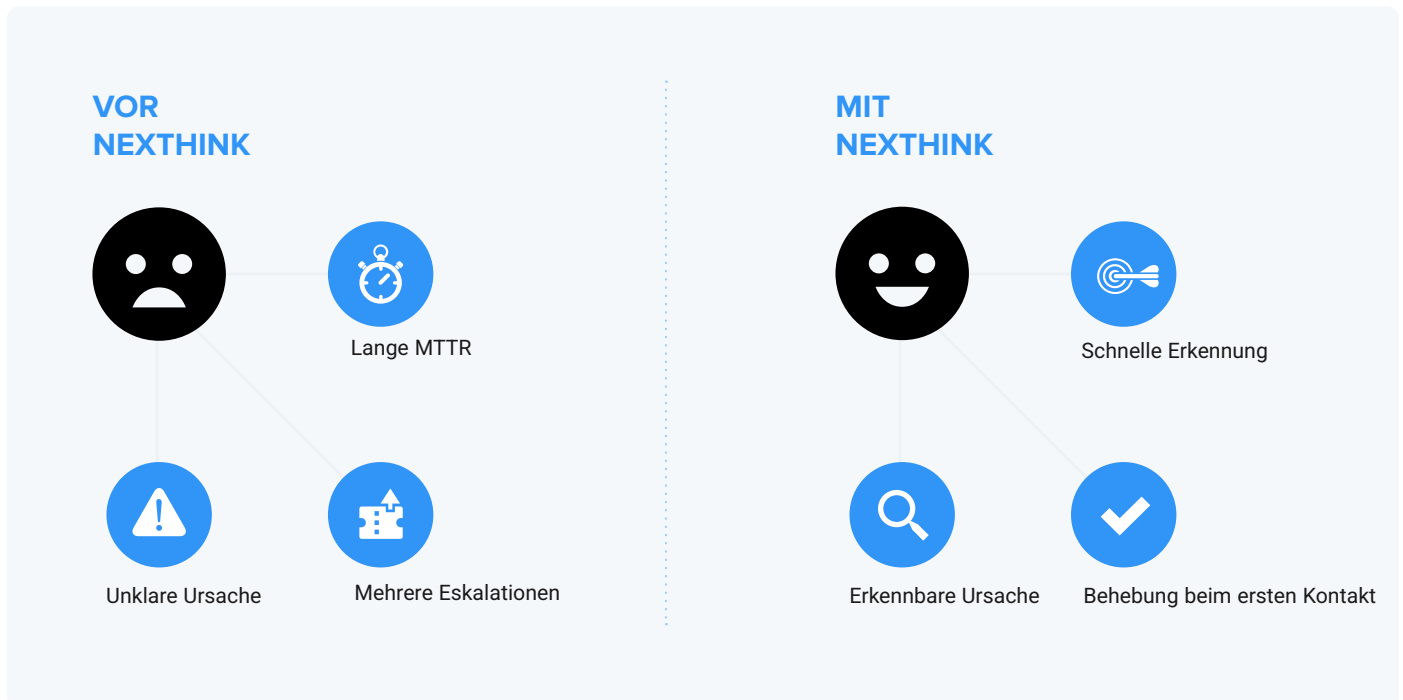 VOR
NEXTHINK
Lange MTTR
Unklare Ursache
Mehrere Eskalationen
MIT
NEXTHINK
Schnelle Erkennung
Erkennbare Ursache
Behebung beim ersten Kontakt